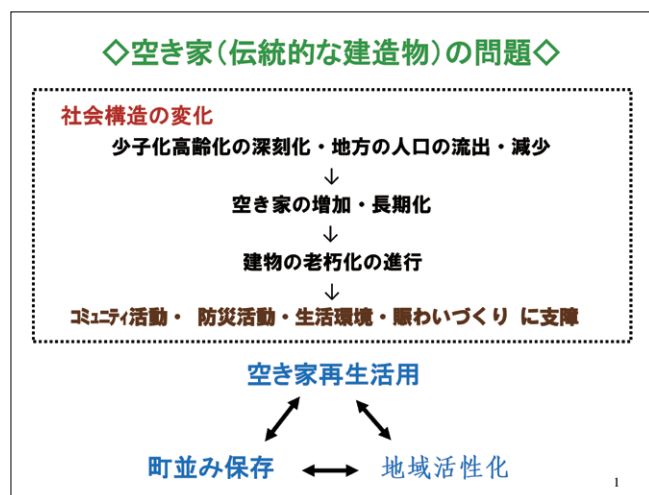 ◇空き家(伝統的な建造物)の問題◇
社会構造の変化
少子化高齢化の深刻化・地方の人口の流出・減少
↓
空き家の増加・長期化
↓
建物の老朽化の進行
↓
コミュニティ活動・ 防災活動・生活環境・賑わいづくり に支障
空き家再生活用
町並み保存
地域活性化
1